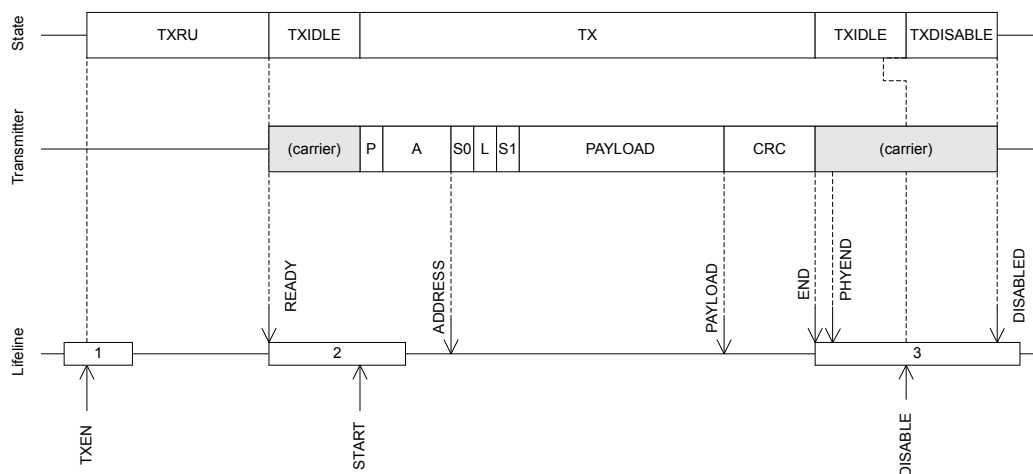 State
TXRU
TXIDLE
TX
TXIDLE
TXDISABLE
Transmitter
(carrier)
P
A
S0
L
S1
PAYLOAD
CRC
(carrier)
READY
ADDRESS
PAYLOAD
END
PHYEND
DISABLED
Lifeline
1
2
3
TXEN
START
DISABLE